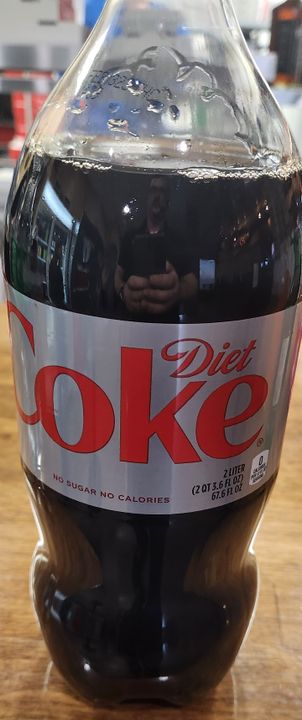 Diet
Coke®
NO SUGAR NO CALORIES
2 LITER
(2 QT 3.6 FL OZ)
67.6 FL OZ
0